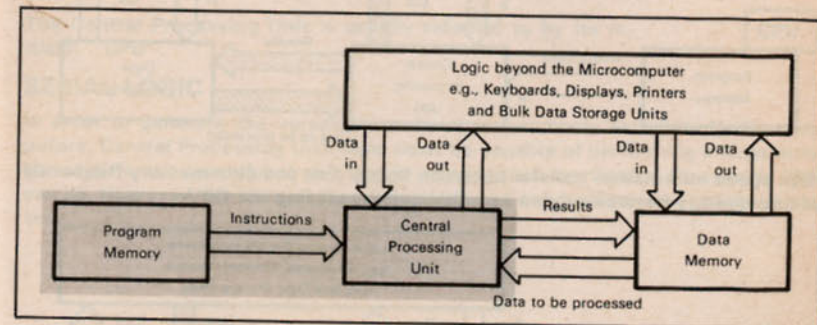 Logic beyond the Microcomputer
e.g., Keyboards, Displays, Printers
and Bulk Data Storage Units
Data
in
Data
out
Data
in
Data
out
Program
Memory
Instructions
Central
Processing
Unit
Results
Data to be processed
Data
Memory